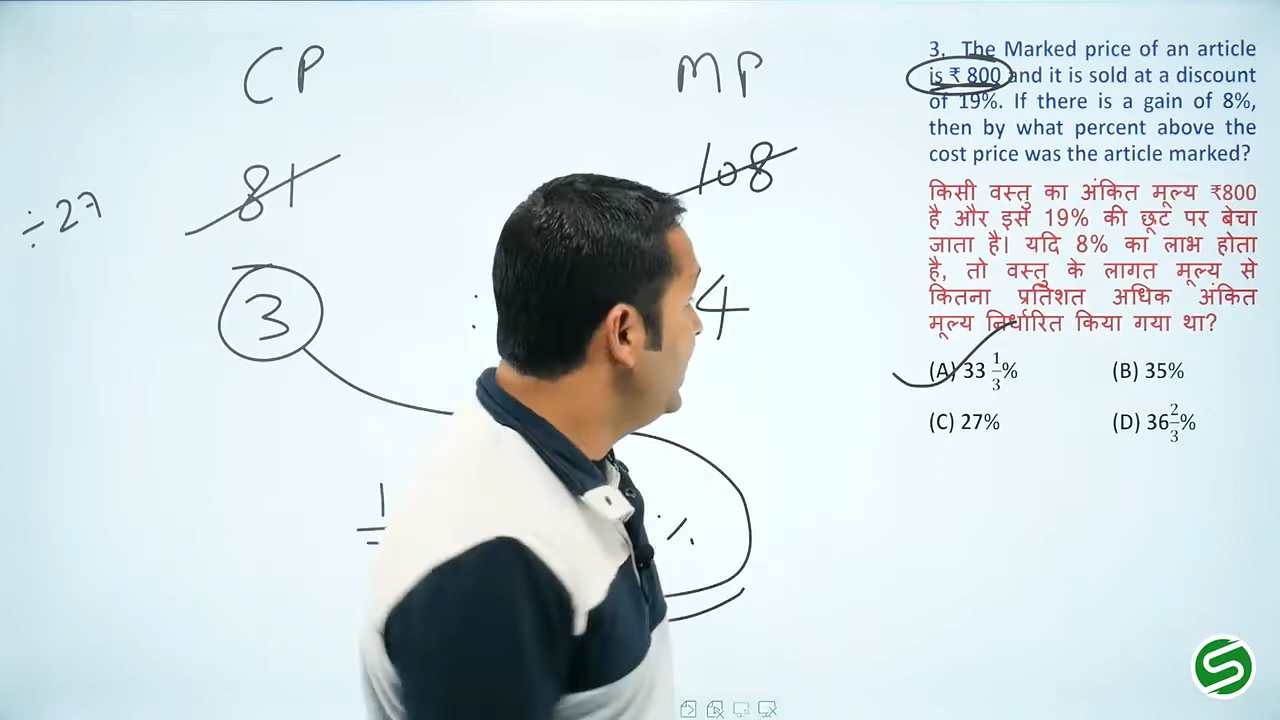 CP
MP
81
108
÷27
3
:
4
1
%
3. The Marked price of an article
is ₹ 800 and it is sold at a discount
of 19%. If there is a gain of 8%,
then by what percent above the
cost price was the article marked?
किसी वस्तु का अंकित मूल्य ₹800
है और इसे 19% की छूट पर बेचा
जाता है। यदि 8% का लाभ होता
है, तो वस्तु के लागत मूल्य से
कितना प्रतिशत अधिक अंकित
मूल्य निर्धारित किया गया था?
(A) 33 1/3% (B) 35%
(C) 27% (D) 36 2/3%